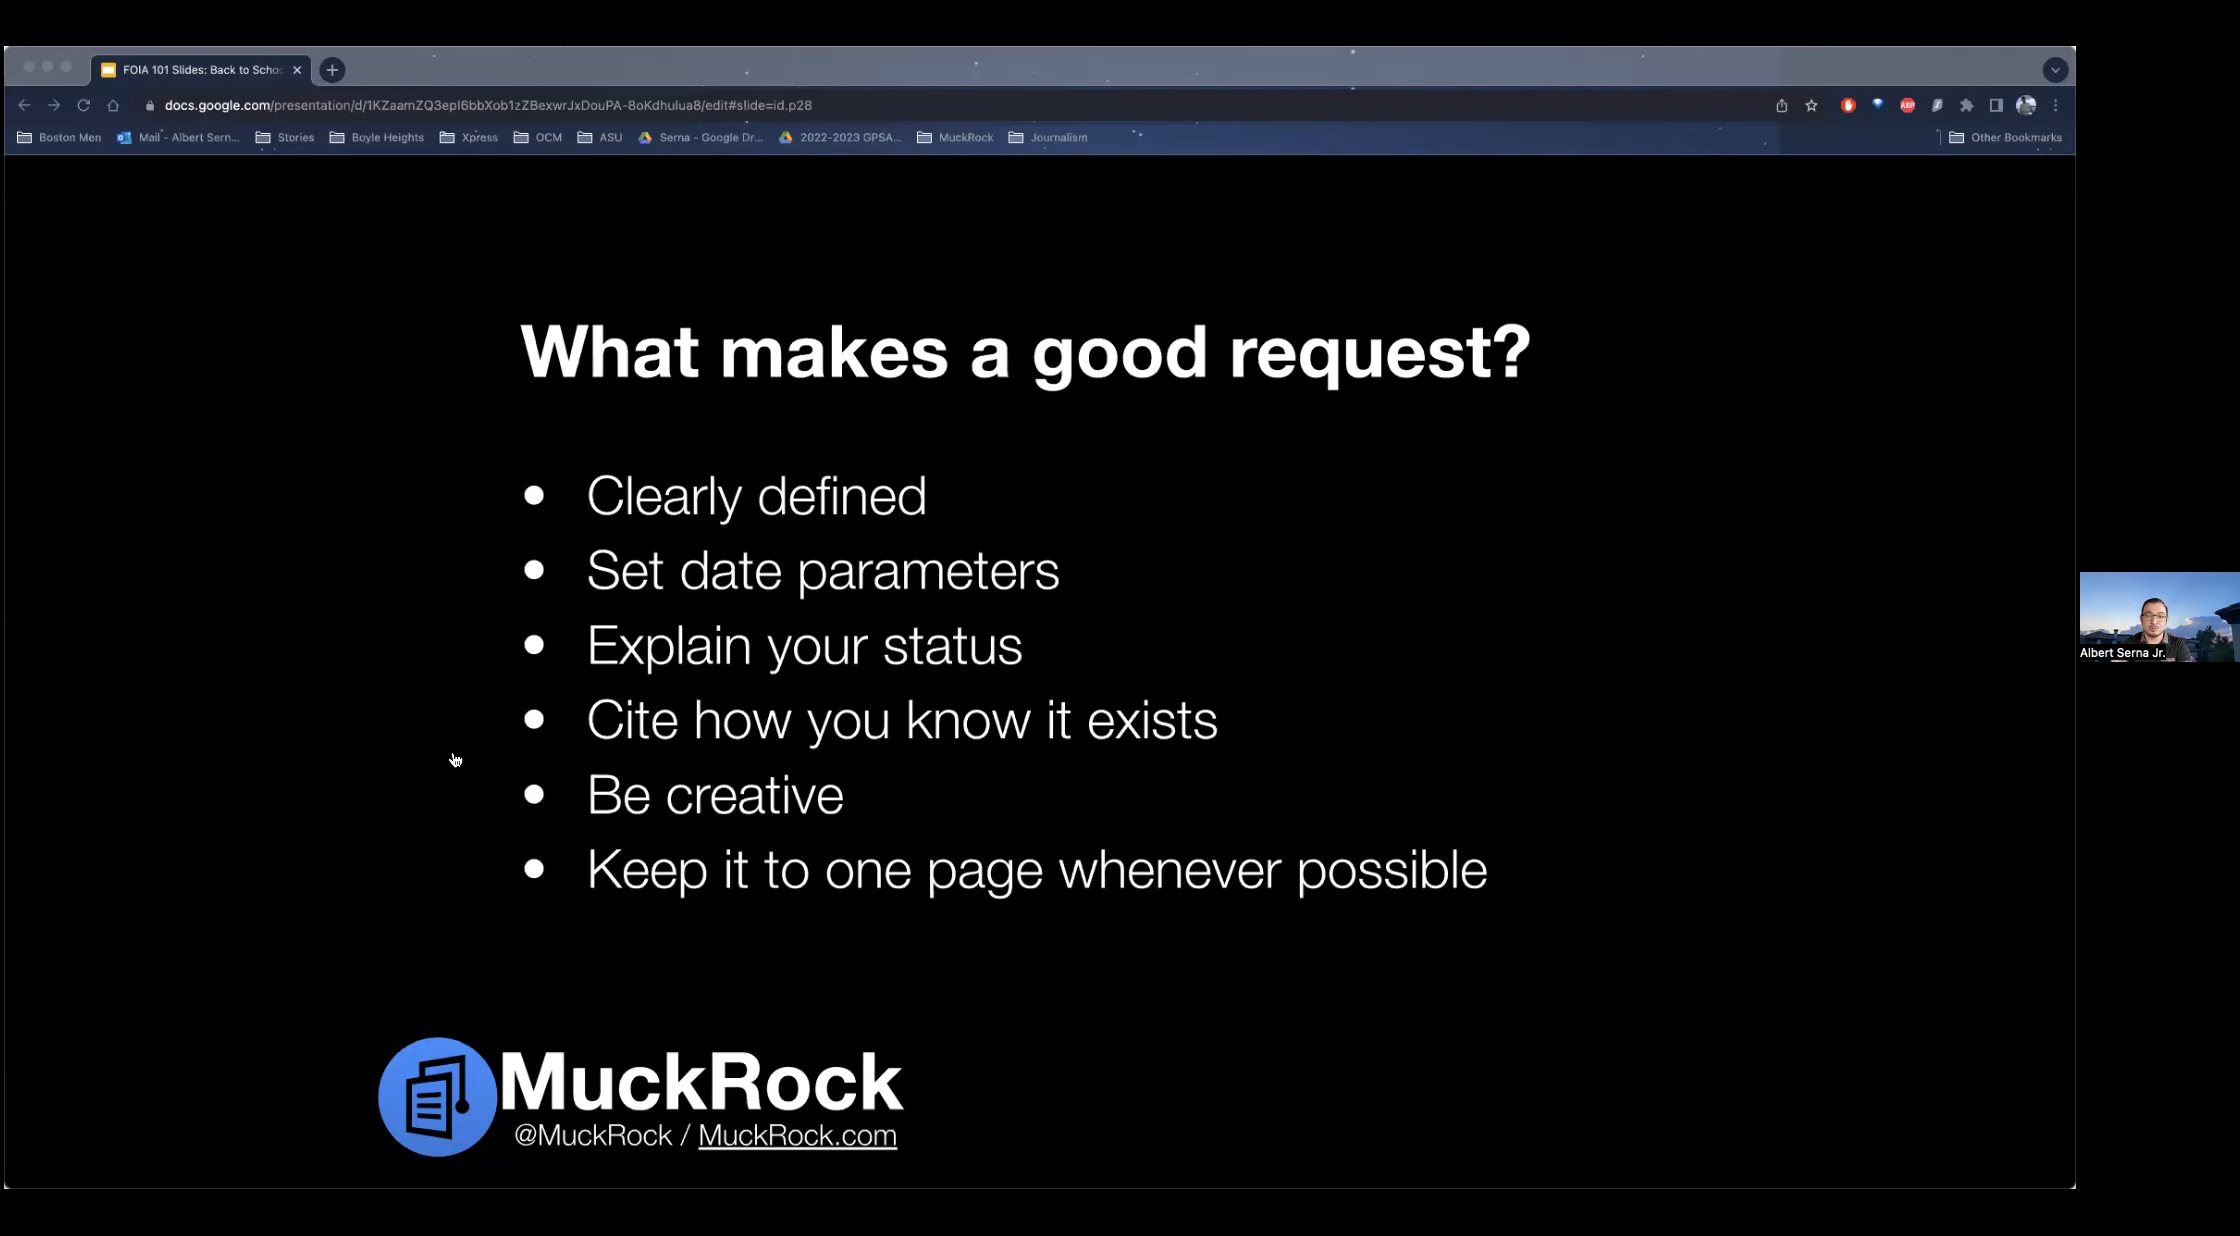 FOIA 101 Slides: Back to Schoo
docs.google.com/presentation/d/1KZaamZQ3epI6bbXob1zZBexwrJxDouPA-8oKdhulua8/edit#slide=id.p28
ABP
Boston Men Mail - Albert Sern... Stories Boyle Heights Xpress OCM ASU Serna - Google Dr... 2022-2023 GPSA... MuckRock Journalism Other Bookmarks
What makes a good request?
● Clearly defined
● Set date parameters
● Explain your status
● Cite how you know it exists
● Be creative
● Keep it to one page whenever possible
Albert Serna Jr.
MuckRock
@MuckRock / MuckRock.com